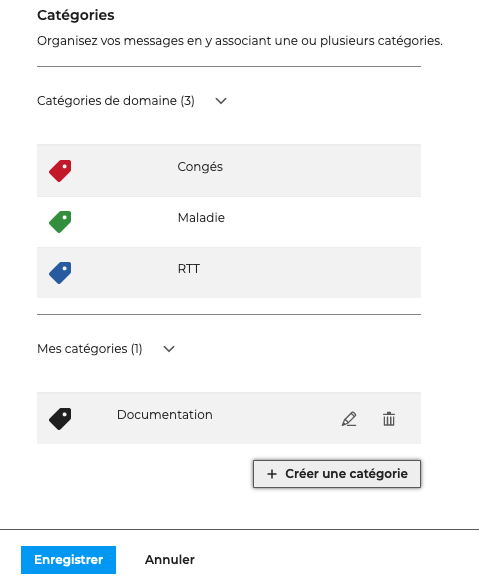 Catégories
Organisez vos messages en y associant une ou plusieurs catégories.
Catégories de domaine (3)
Congés
Maladie
RTT
Mes catégories (1)
Documentation
+ Créer une catégorie
Enregistrer Annuler